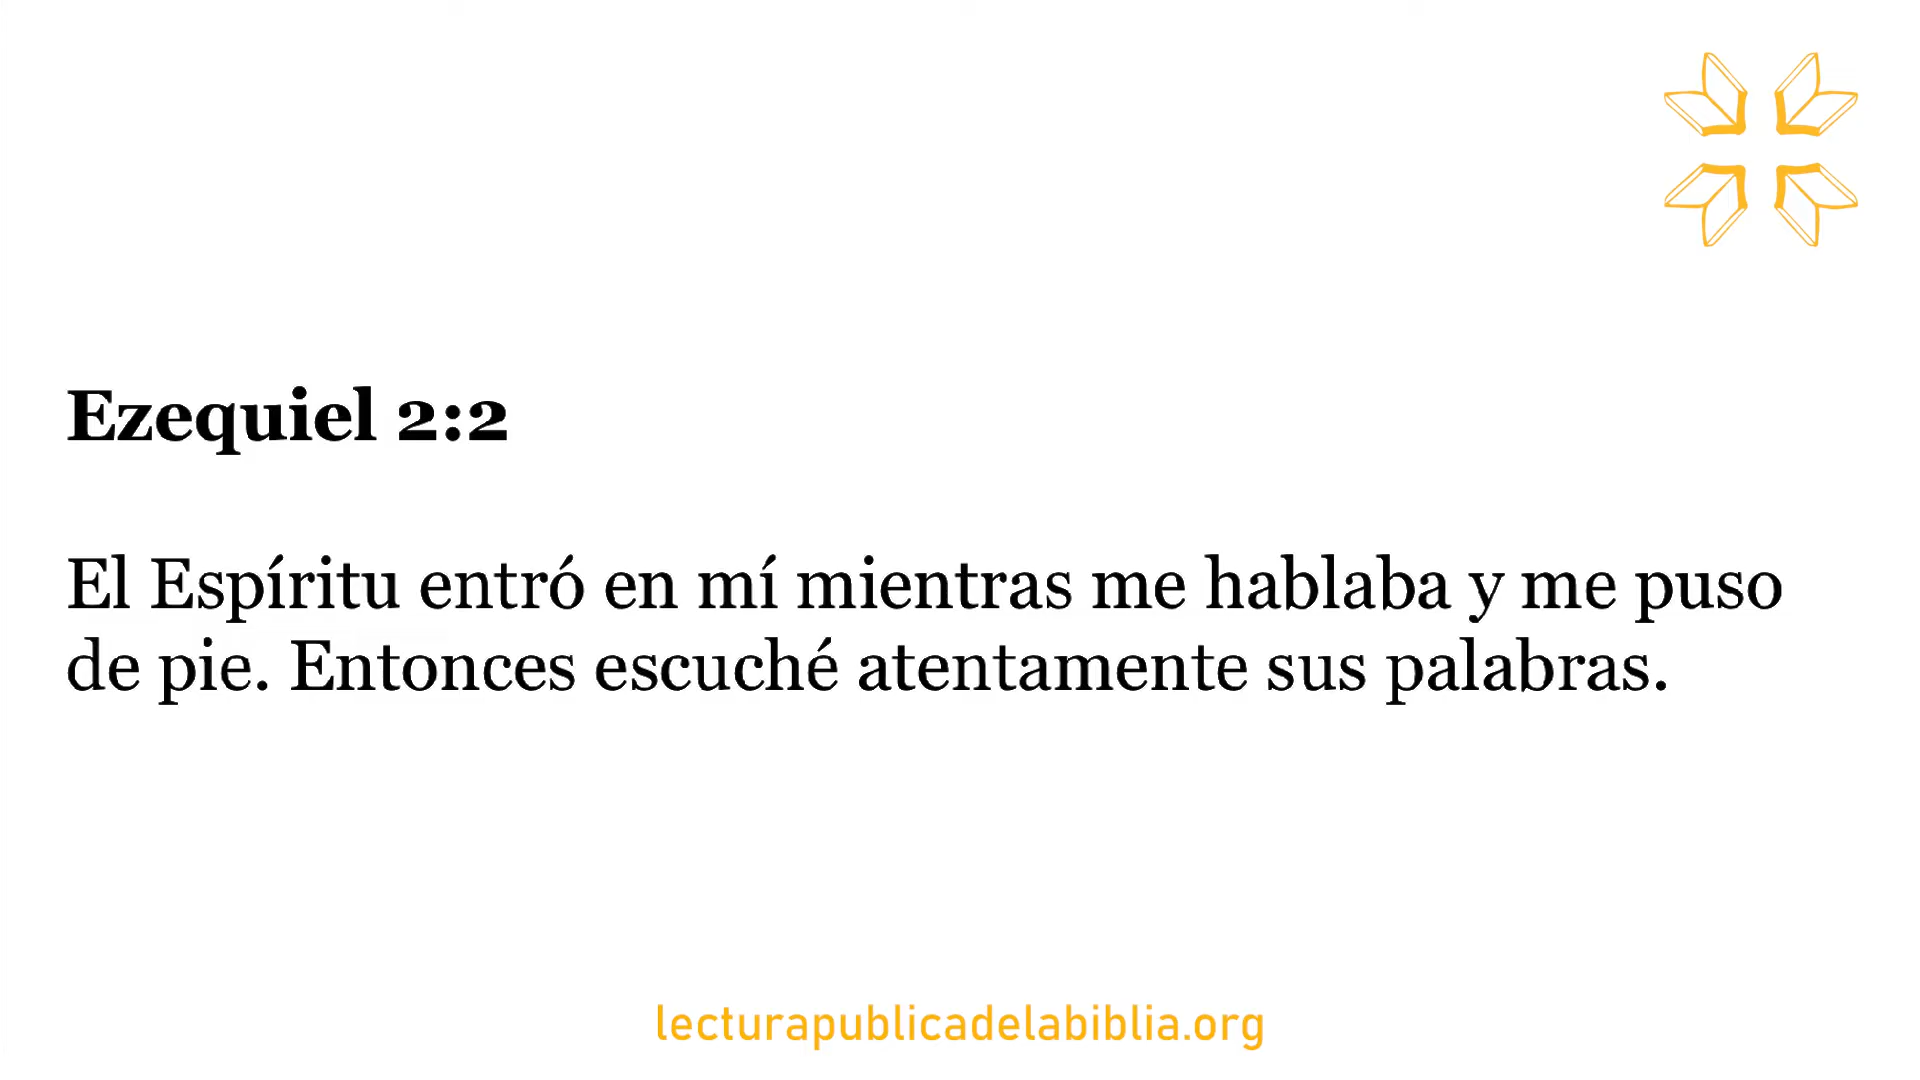 Ezequiel 2:2
El Espíritu entró en mí mientras me hablaba y me puso
de pie. Entonces escuché atentamente sus palabras.
lecturapublicadelabiblia.org